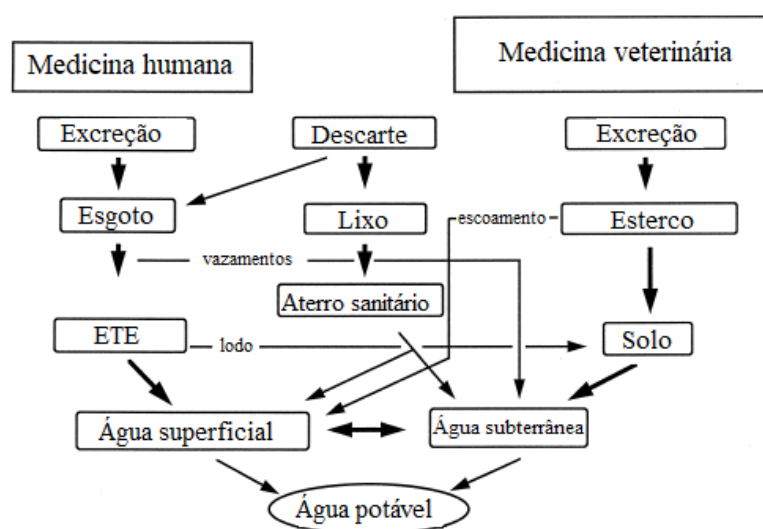 Medicina humana
Medicina veterinária
Excreção
Descarte
Excreção
Esgoto
Lixo
escoamento
Esterco
vazamentos
Aterro sanitário
ETE
lodo
Solo
Água superficial
Água subterrânea
Água potável